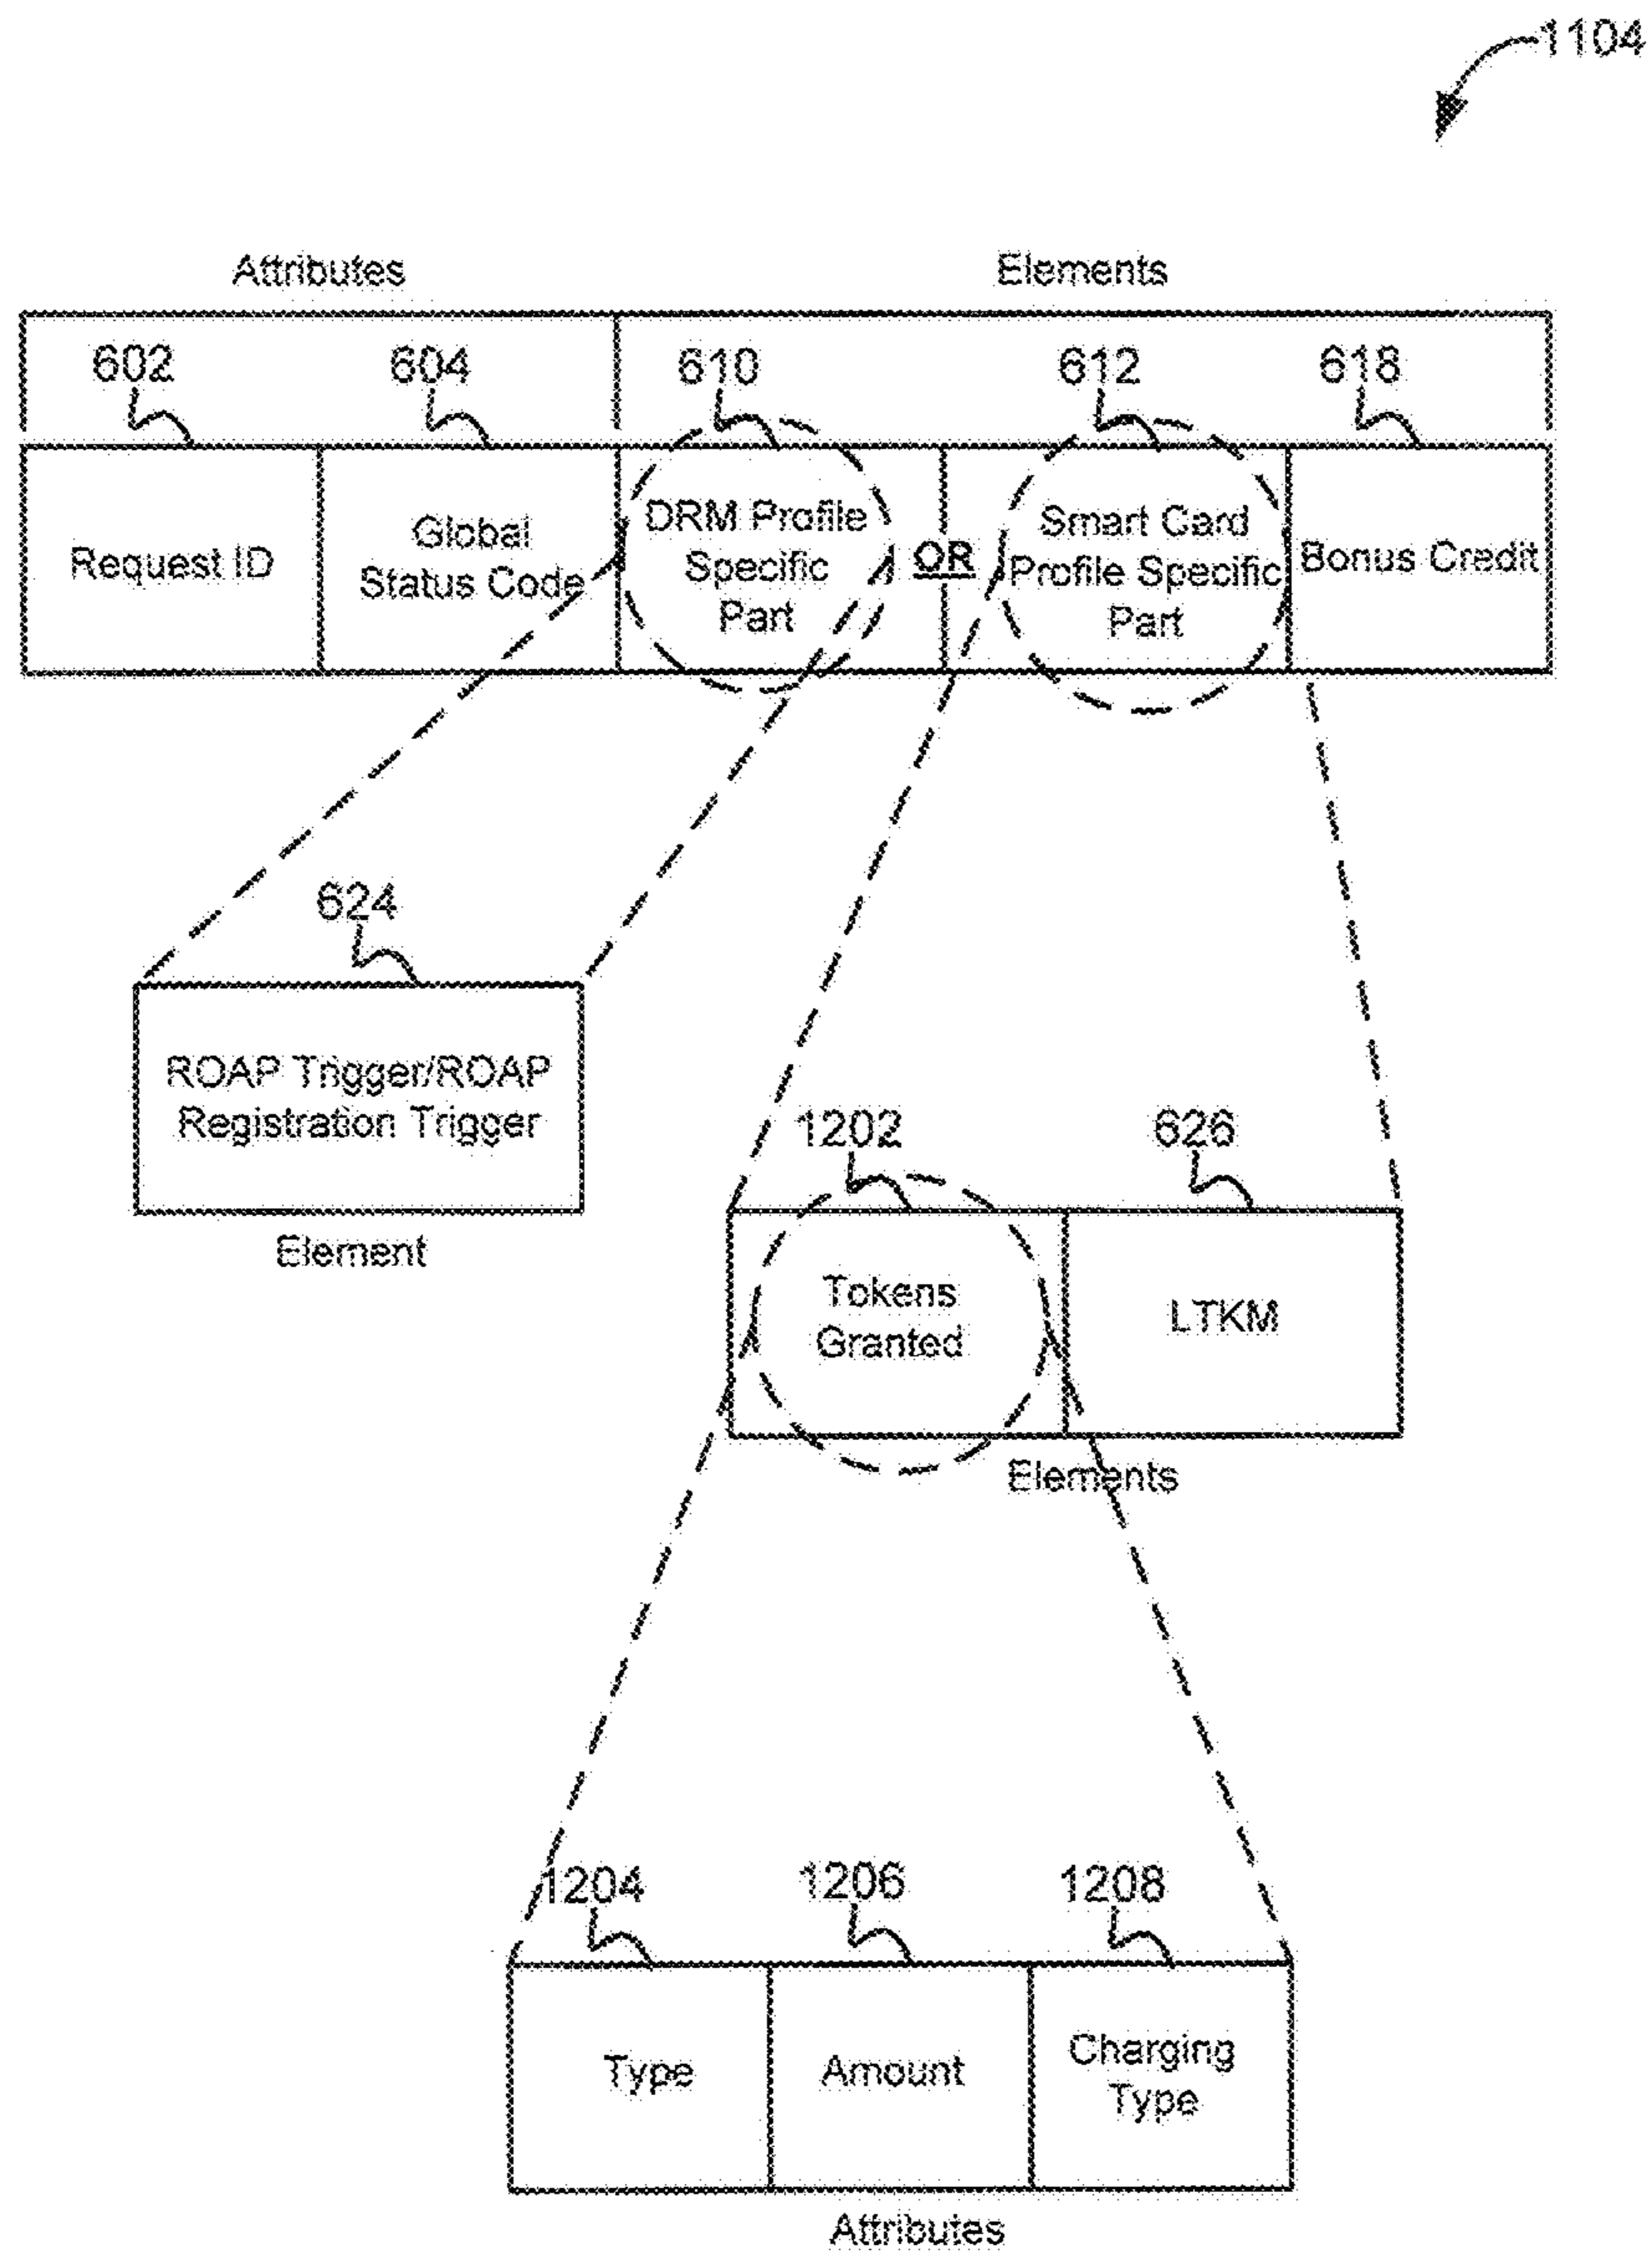 1104
Attributes
Elements
602
604
610
612
618
Request ID
Global
Status Code
DRM Profile
Specific
Part
OR
Smart Card
Profile Specific
Part
Bonus Credit
624
ROAP Trigger/ROAP
Registration Trigger
Element
1202
626
Tokens
Granted
LTKM
Elements
1204
1206
1208
Type
Amount
Charging
Type
Attributes